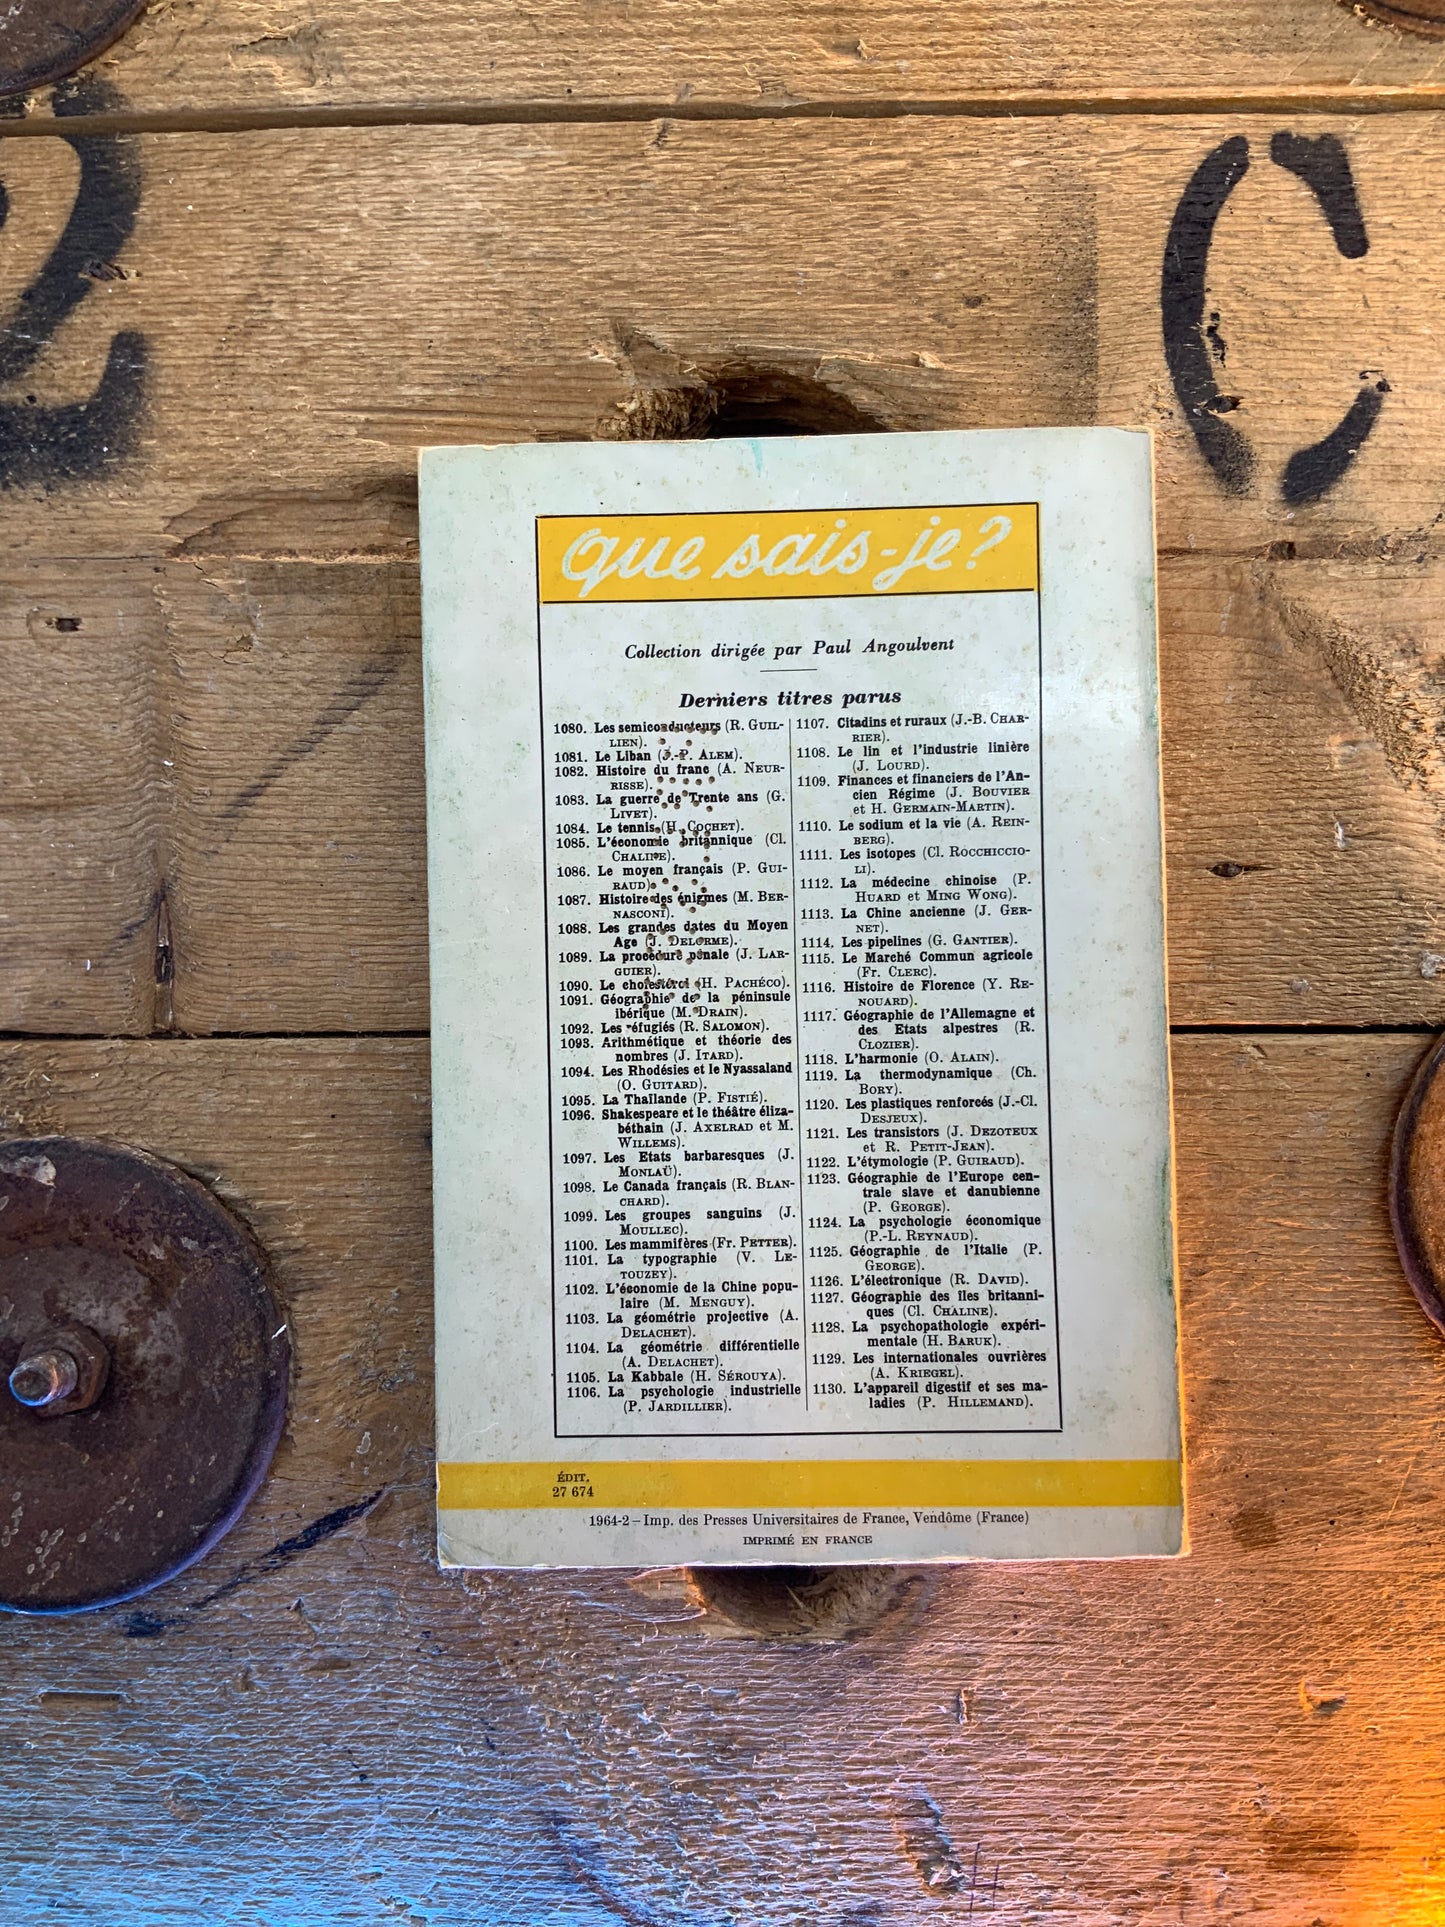 2
C
que sais-je?
Collection dirigée par Paul Angoulvent
Derniers titres parus
1080. Les semiconducteurs (R. GUIL-
LIEN).
1081. Le Liban (J.-P. ALEM).
1082. Histoire du franc (A. NEUR-
RISSE).
1083. La guerre de Trente ans (G.
LIVET).
1084. Le tennis (H. COCHET).
1085. L'économie britannique (Cl.
CHALINE).
1086. Le moyen français (P. GUI-
RAUD).
1087. Histoire des énigmes (M. BER-
NASCONI).
1088. Les grandes dates du Moyen
Age (J. DELORME).
1089. La procédure pénale (J. LAR-
GUIER).
1090. Le cholestérol (H. PACHÉCO).
1091. Géographie de la péninsule
ibérique (M. DRAIN).
1092. Les réfugiés (R. SALOMON).
1093. Arithmétique et théorie des
nombres (J. ITARD).
1094. Les Rhodésies et le Nyassaland
(O. GUITARD).
1095. La Thaïlande (P. FISTIÉ).
1096. Shakespeare et le théâtre éliza-
béthain (J. AXELRAD et M.
WILLEMS).
1097. Les Etats barbaresques (J.
MONLAÜ).
1098. Le Canada français (R. BLAN-
CHARD).
1099. Les groupes sanguins (J.
MOULLEC).
1100. Les mammifères (Fr. PETTER).
1101. La typographie (V. LE-
TOUZEY).
1102. L'économie de la Chine popu-
laire (M. MENGUY).
1103. La géométrie projective (A.
DELACHET).
1104. La géométrie différentielle
(A. DELACHET).
1105. La Kabbale (H. SÉROUYA).
1106. La psychologie industrielle
(P. JARDILLIER).
1107. Citadins et ruraux (J.-B. CHAR-
RIER).
1108. Le lin et l'industrie linière
(J. LOURD).
1109. Finances et financiers de l'An-
cien Régime (J. BOUVIER
et H. GERMAIN-MARTIN).
1110. Le sodium et la vie (A. REIN-
BERG).
1111. Les isotopes (Cl. ROCCHICCIO-
LI).
1112. La médecine chinoise (P.
HUARD et MING WONG).
1113. La Chine ancienne (J. GER-
NET).
1114. Les pipelines (G. GANTIER).
1115. Le Marché Commun agricole
(Fr. CLERC).
1116. Histoire de Florence (Y. RE-
NOUARD).
1117. Géographie de l'Allemagne et
des Etats alpestres (R.
CLOZIER).
1118. L'harmonie (O. ALAIN).
1119. La thermodynamique (Ch.
BORY).
1120. Les plastiques renforcés (J.-Cl.
DESJEUX).
1121. Les transistors (J. DEZOTEUX
et R. PETIT-JEAN).
1122. L'étymologie (P. GUIRAUD).
1123. Géographie de l'Europe cen-
trale slave et danubienne
(P. GEORGE).
1124. La psychologie économique
(P.-L. REYNAUD).
1125. Géographie de l'Italie (P.
GEORGE).
1126. L'électronique (R. DAVID).
1127. Géographie des îles britanni-
ques (Cl. CHALINE).
1128. La psychopathologie expéri-
mentale (H. BARUK).
1129. Les internationales ouvrières
(A. KRIEGEL).
1130. L'appareil digestif et ses ma-
ladies (P. HILLEMAND).
ÉDIT.
27 674
1964-2 – Imp. des Presses Universitaires de France, Vendôme (France)
IMPRIMÉ EN FRANCE